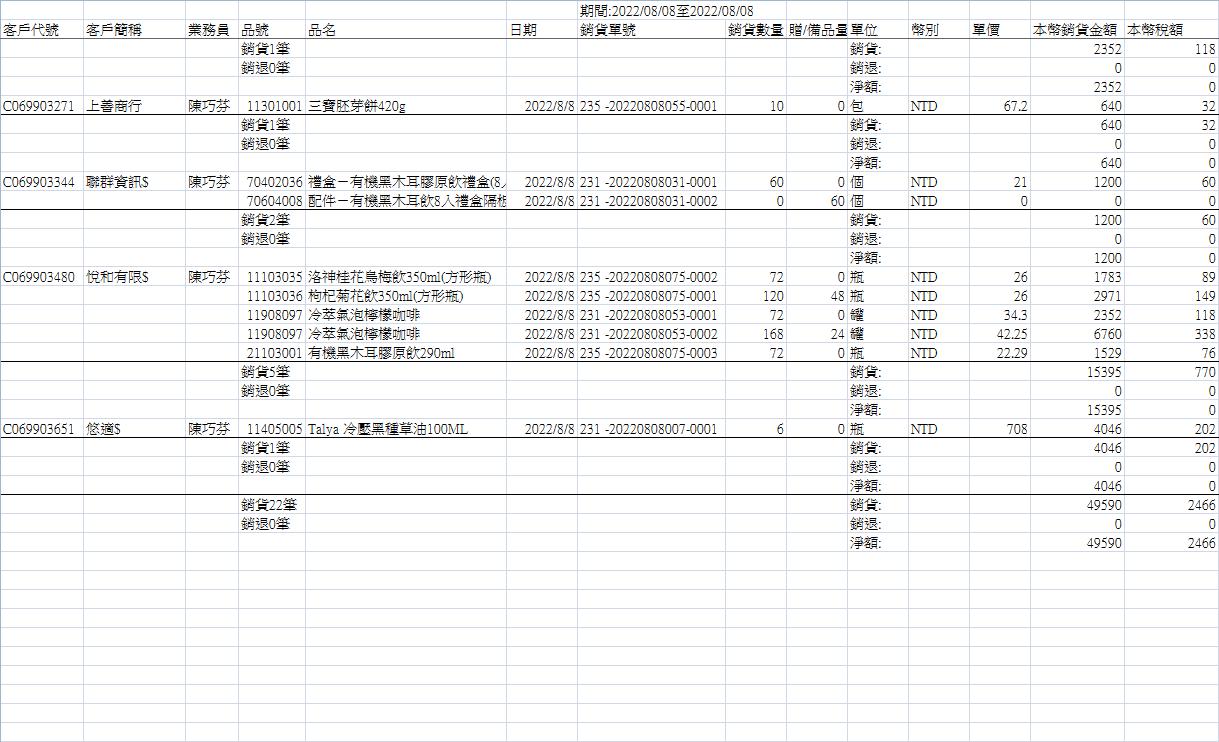 期間:2022/08/08至2022/08/08
客戶代號 客戶簡稱 業務員 品號 品名 日期 銷貨單號 銷貨數量 贈/備品量 單位 幣別 單價 本幣銷貨金額 本幣稅額
銷貨1筆 銷貨: 2352 118
銷退0筆 銷退: 0 0
淨額: 2352 0
C069903271 上善商行 陳巧芬 11301001 三寶胚芽餅420g 2022/8/8 235 -20220808055-0001 10 0 包 NTD 67.2 640 32
銷貨1筆 銷貨: 640 32
銷退0筆 銷退: 0 0
淨額: 640 0
C069903344 聯群資訊$ 陳巧芬 70402036 禮盒－有機黑木耳膠原飲禮盒(8入 2022/8/8 231 -20220808031-0001 60 0 個 NTD 21 1200 60
70604008 配件－有機黑木耳飲8入禮盒隔板 2022/8/8 231 -20220808031-0002 0 60 個 NTD 0 0 0
銷貨2筆 銷貨: 1200 60
銷退0筆 銷退: 0 0
淨額: 1200 0
C069903480 悅和有限$ 陳巧芬 11103035 洛神桂花烏梅飲350ml(方形瓶) 2022/8/8 235 -20220808075-0002 72 0 瓶 NTD 26 1783 89
11103036 枸杞菊花飲350ml(方形瓶) 2022/8/8 235 -20220808075-0001 120 48 瓶 NTD 26 2971 149
11908097 冷萃氣泡檸檬咖啡 2022/8/8 231 -20220808053-0001 72 0 罐 NTD 34.3 2352 118
11908097 冷萃氣泡檸檬咖啡 2022/8/8 231 -20220808053-0002 168 24 罐 NTD 42.25 6760 338
21103001 有機黑木耳膠原飲290ml 2022/8/8 235 -20220808075-0003 72 0 瓶 NTD 22.29 1529 76
銷貨5筆 銷貨: 15395 770
銷退0筆 銷退: 0 0
淨額: 15395 0
C069903651 悠適$ 陳巧芬 11405005 Talya 冷壓黑種草油100ML 2022/8/8 231 -20220808007-0001 6 0 瓶 NTD 708 4046 202
銷貨1筆 銷貨: 4046 202
銷退0筆 銷退: 0 0
淨額: 4046 0
銷貨22筆 銷貨: 49590 2466
銷退0筆 銷退: 0 0
淨額: 49590 2466